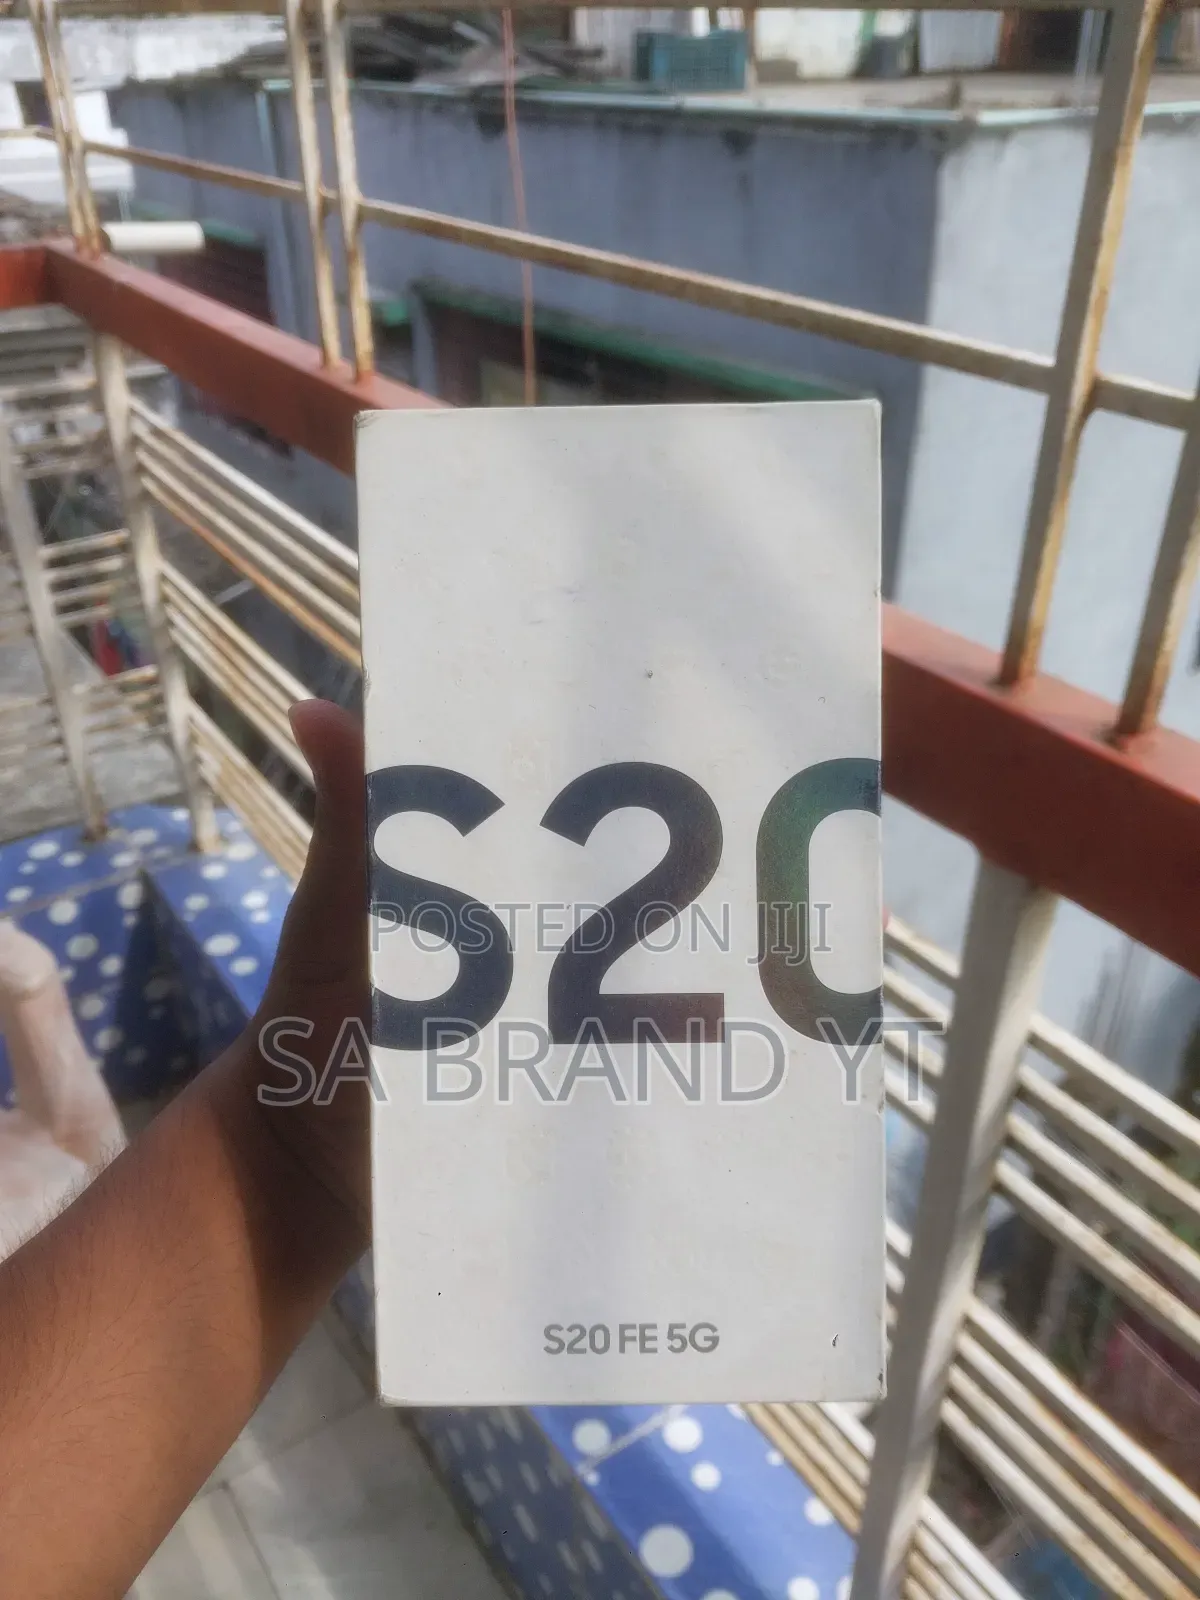 S20
POSTED ON JIJI
SA BRAND YT
S20 FE 5G